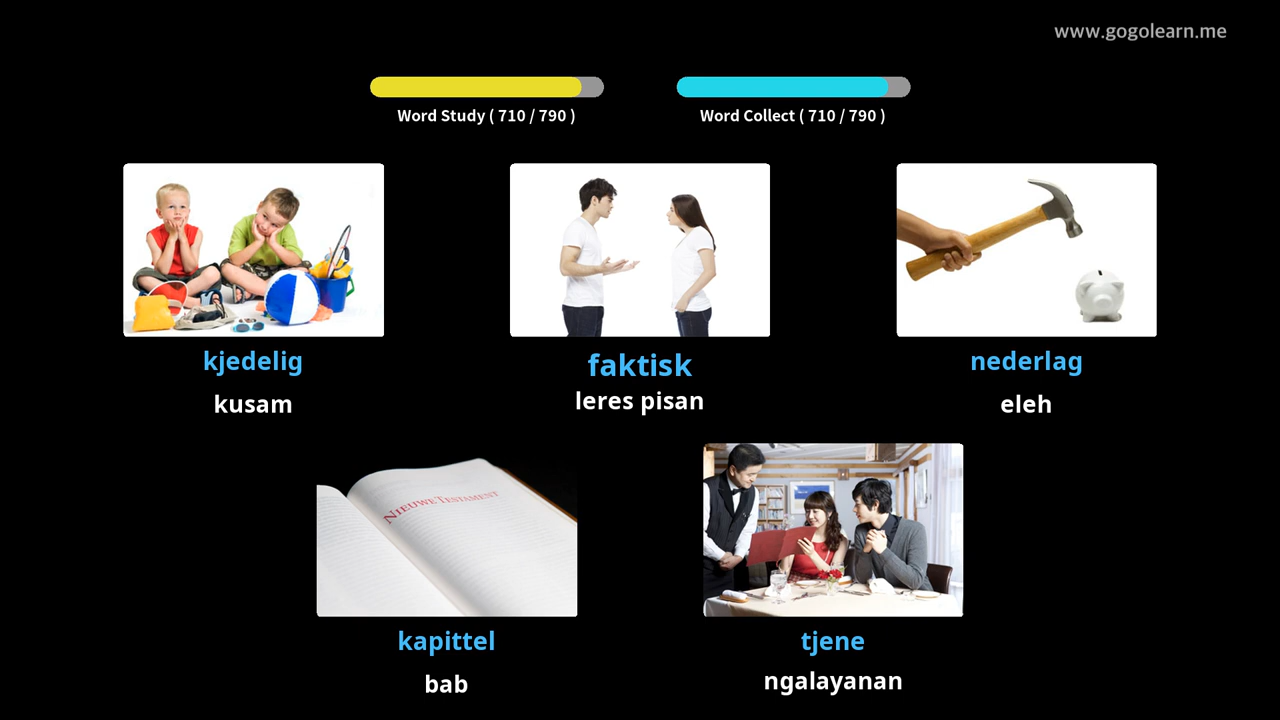 www.gogolearn.me
Word Study ( 710 / 790 )
Word Collect ( 710 / 790 )
kjedelig
kusam
faktisk
leres pisan
nederlag
eleh
NIEUWE TESTAMENT
kapittel
bab
tjene
ngalayanan